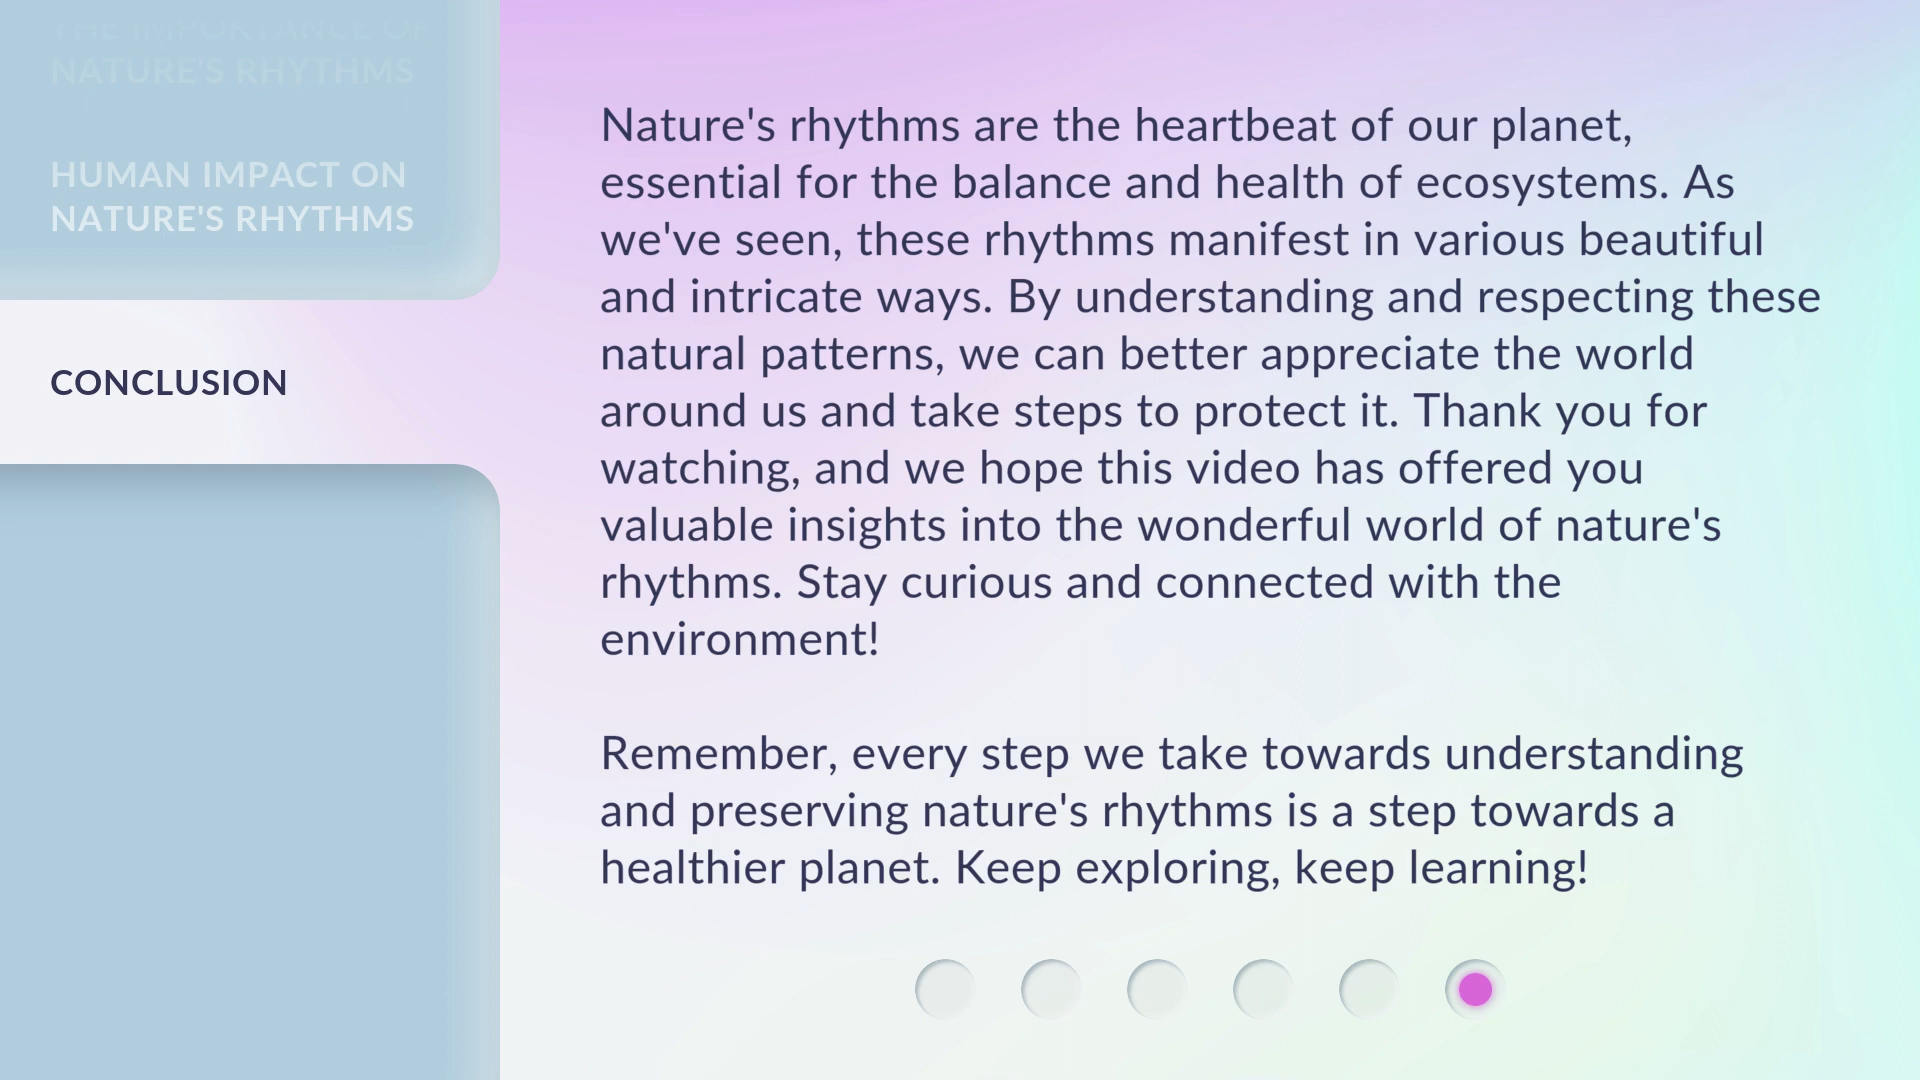 THE IMPORTANCE OF
NATURE'S RHYTHMS
HUMAN IMPACT ON
NATURE'S RHYTHMS
CONCLUSION
Nature's rhythms are the heartbeat of our planet,
essential for the balance and health of ecosystems. As
we've seen, these rhythms manifest in various beautiful
and intricate ways. By understanding and respecting these
natural patterns, we can better appreciate the world
around us and take steps to protect it. Thank you for
watching, and we hope this video has offered you
valuable insights into the wonderful world of nature's
rhythms. Stay curious and connected with the
environment!
Remember, every step we take towards understanding
and preserving nature's rhythms is a step towards a
healthier planet. Keep exploring, keep learning!